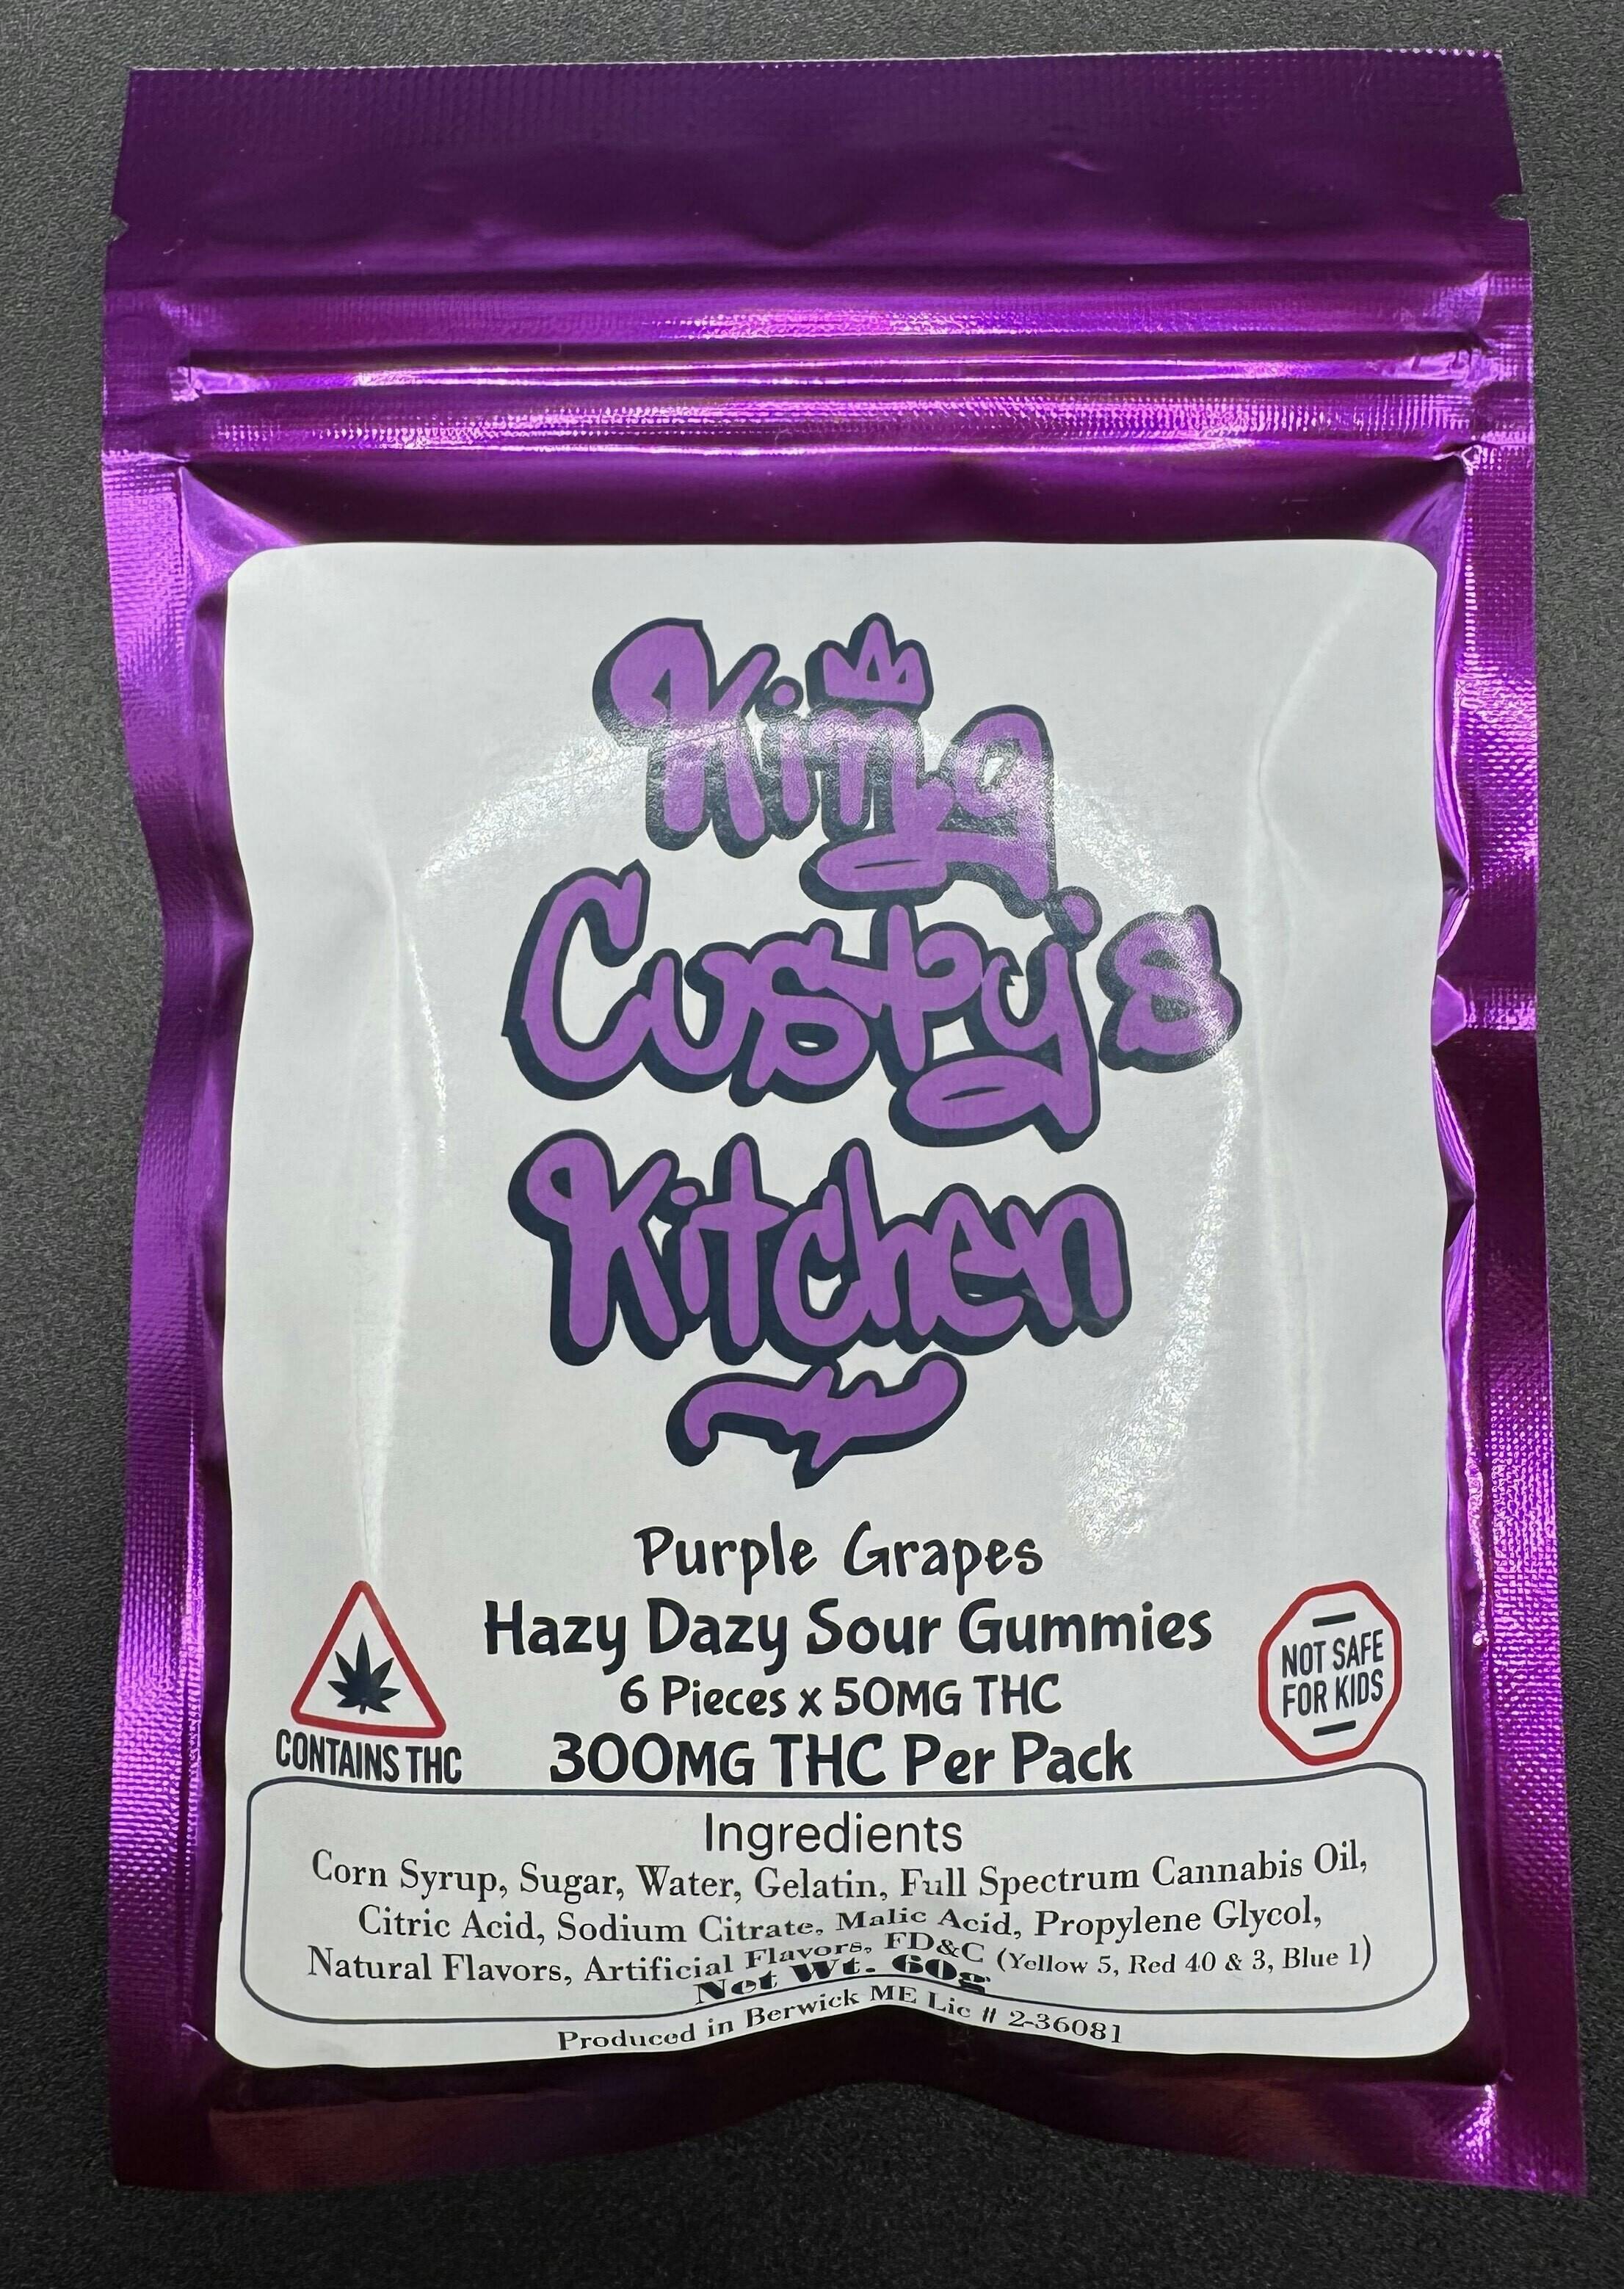 King
Custy's
Kitchen
Purple Grapes
Hazy Dazy Sour Gummies
6 Pieces x 50MG THC
300MG THC Per Pack
CONTAINS THC
NOT SAFE
FOR KIDS
Ingredients
Corn Syrup, Sugar, Water, Gelatin, Full Spectrum Cannabis Oil,
Citric Acid, Sodium Citrate, Malic Acid, Propylene Glycol,
Natural Flavors, Artificial Flavors, FD&C (Yellow 5, Red 40 & 3, Blue 1)
Net Wt. 60g
Produced in Berwick ME Lic # 2-36081